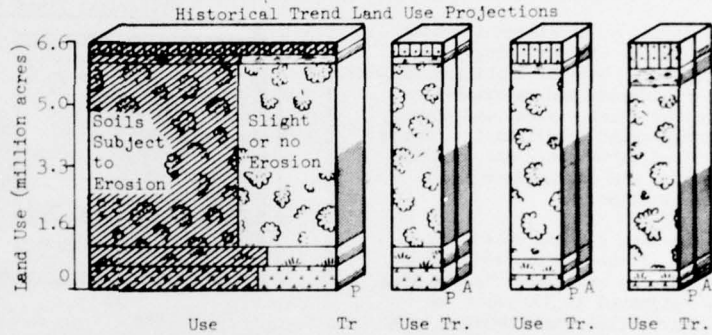 Historical Trend Land Use Projections
Land Use (million acres)
6.6
5.0
3.3
1.6
0
Soils
Subject
to
Erosion
Slight
or no
Erosion
P
P A
P A
P A
Use Tr Use Tr. Use Tr. Use Tr.